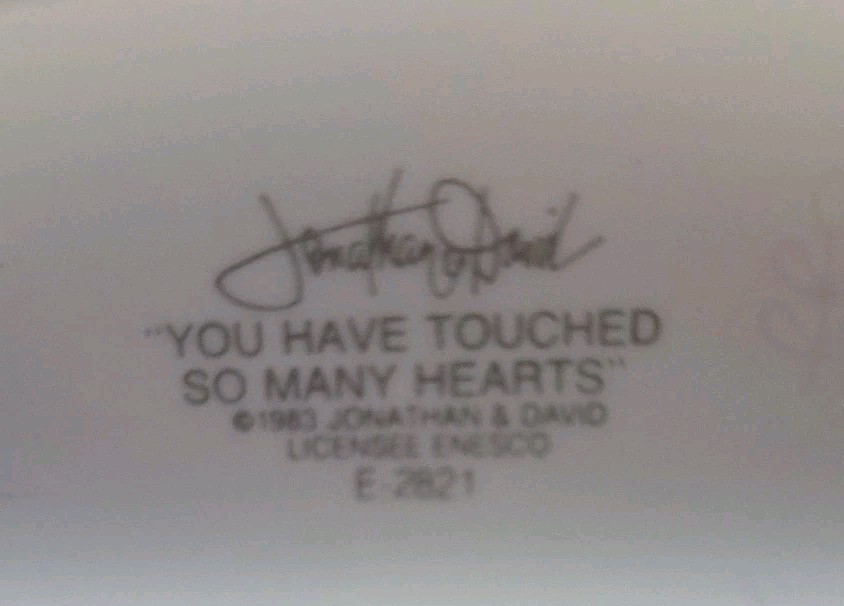 Jonathan & David
"YOU HAVE TOUCHED
SO MANY HEARTS"
©1983 JONATHAN & DAVID
LICENSEE ENESCO
E-2821